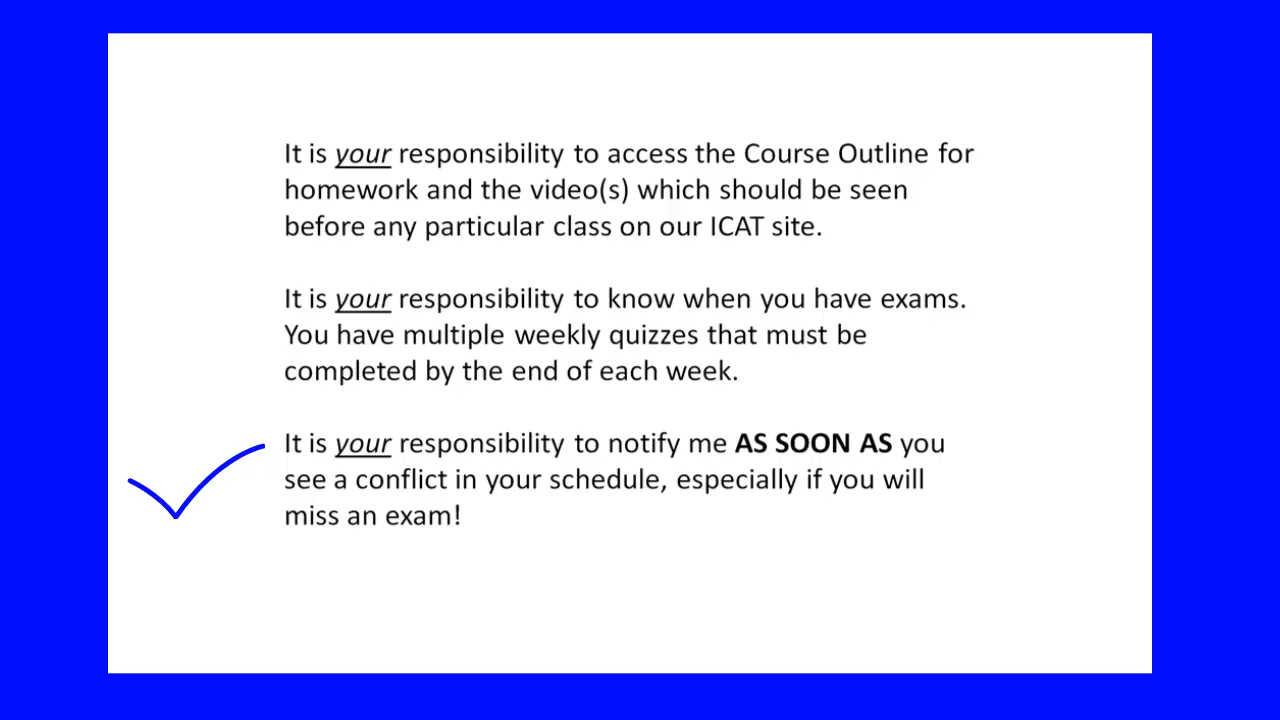 It is your responsibility to access the Course Outline for
homework and the video(s) which should be seen
before any particular class on our ICAT site.
It is your responsibility to know when you have exams.
You have multiple weekly quizzes that must be
completed by the end of each week.
It is your responsibility to notify me AS SOON AS you
see a conflict in your schedule, especially if you will
miss an exam!